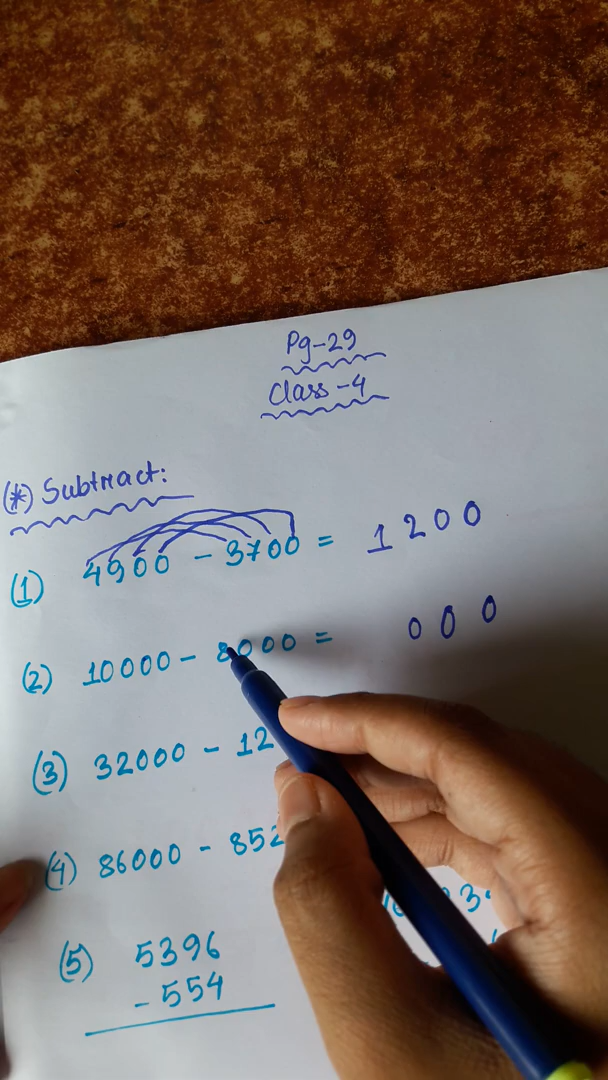 Pg-29
Class-4
(*) Subtract:
(1) 4900 - 3700 = 1200
(2) 10000 - 8000 = 000
(3) 32000 - 12
(4) 86000 - 852
(5) 5396
- 554